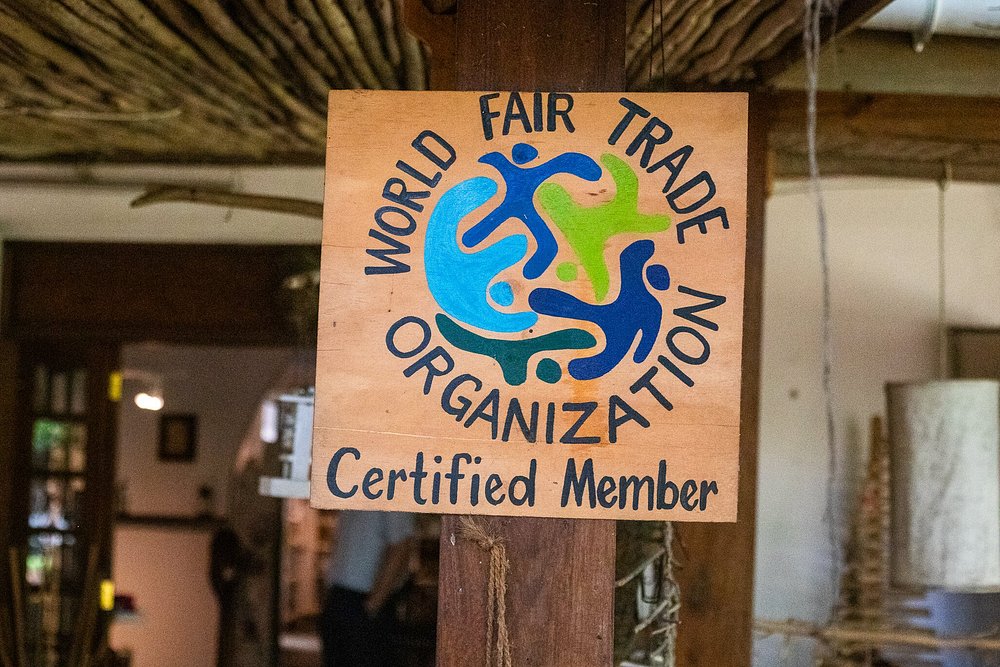 WORLD FAIR TRADE
ORGANIZATION
Certified Member